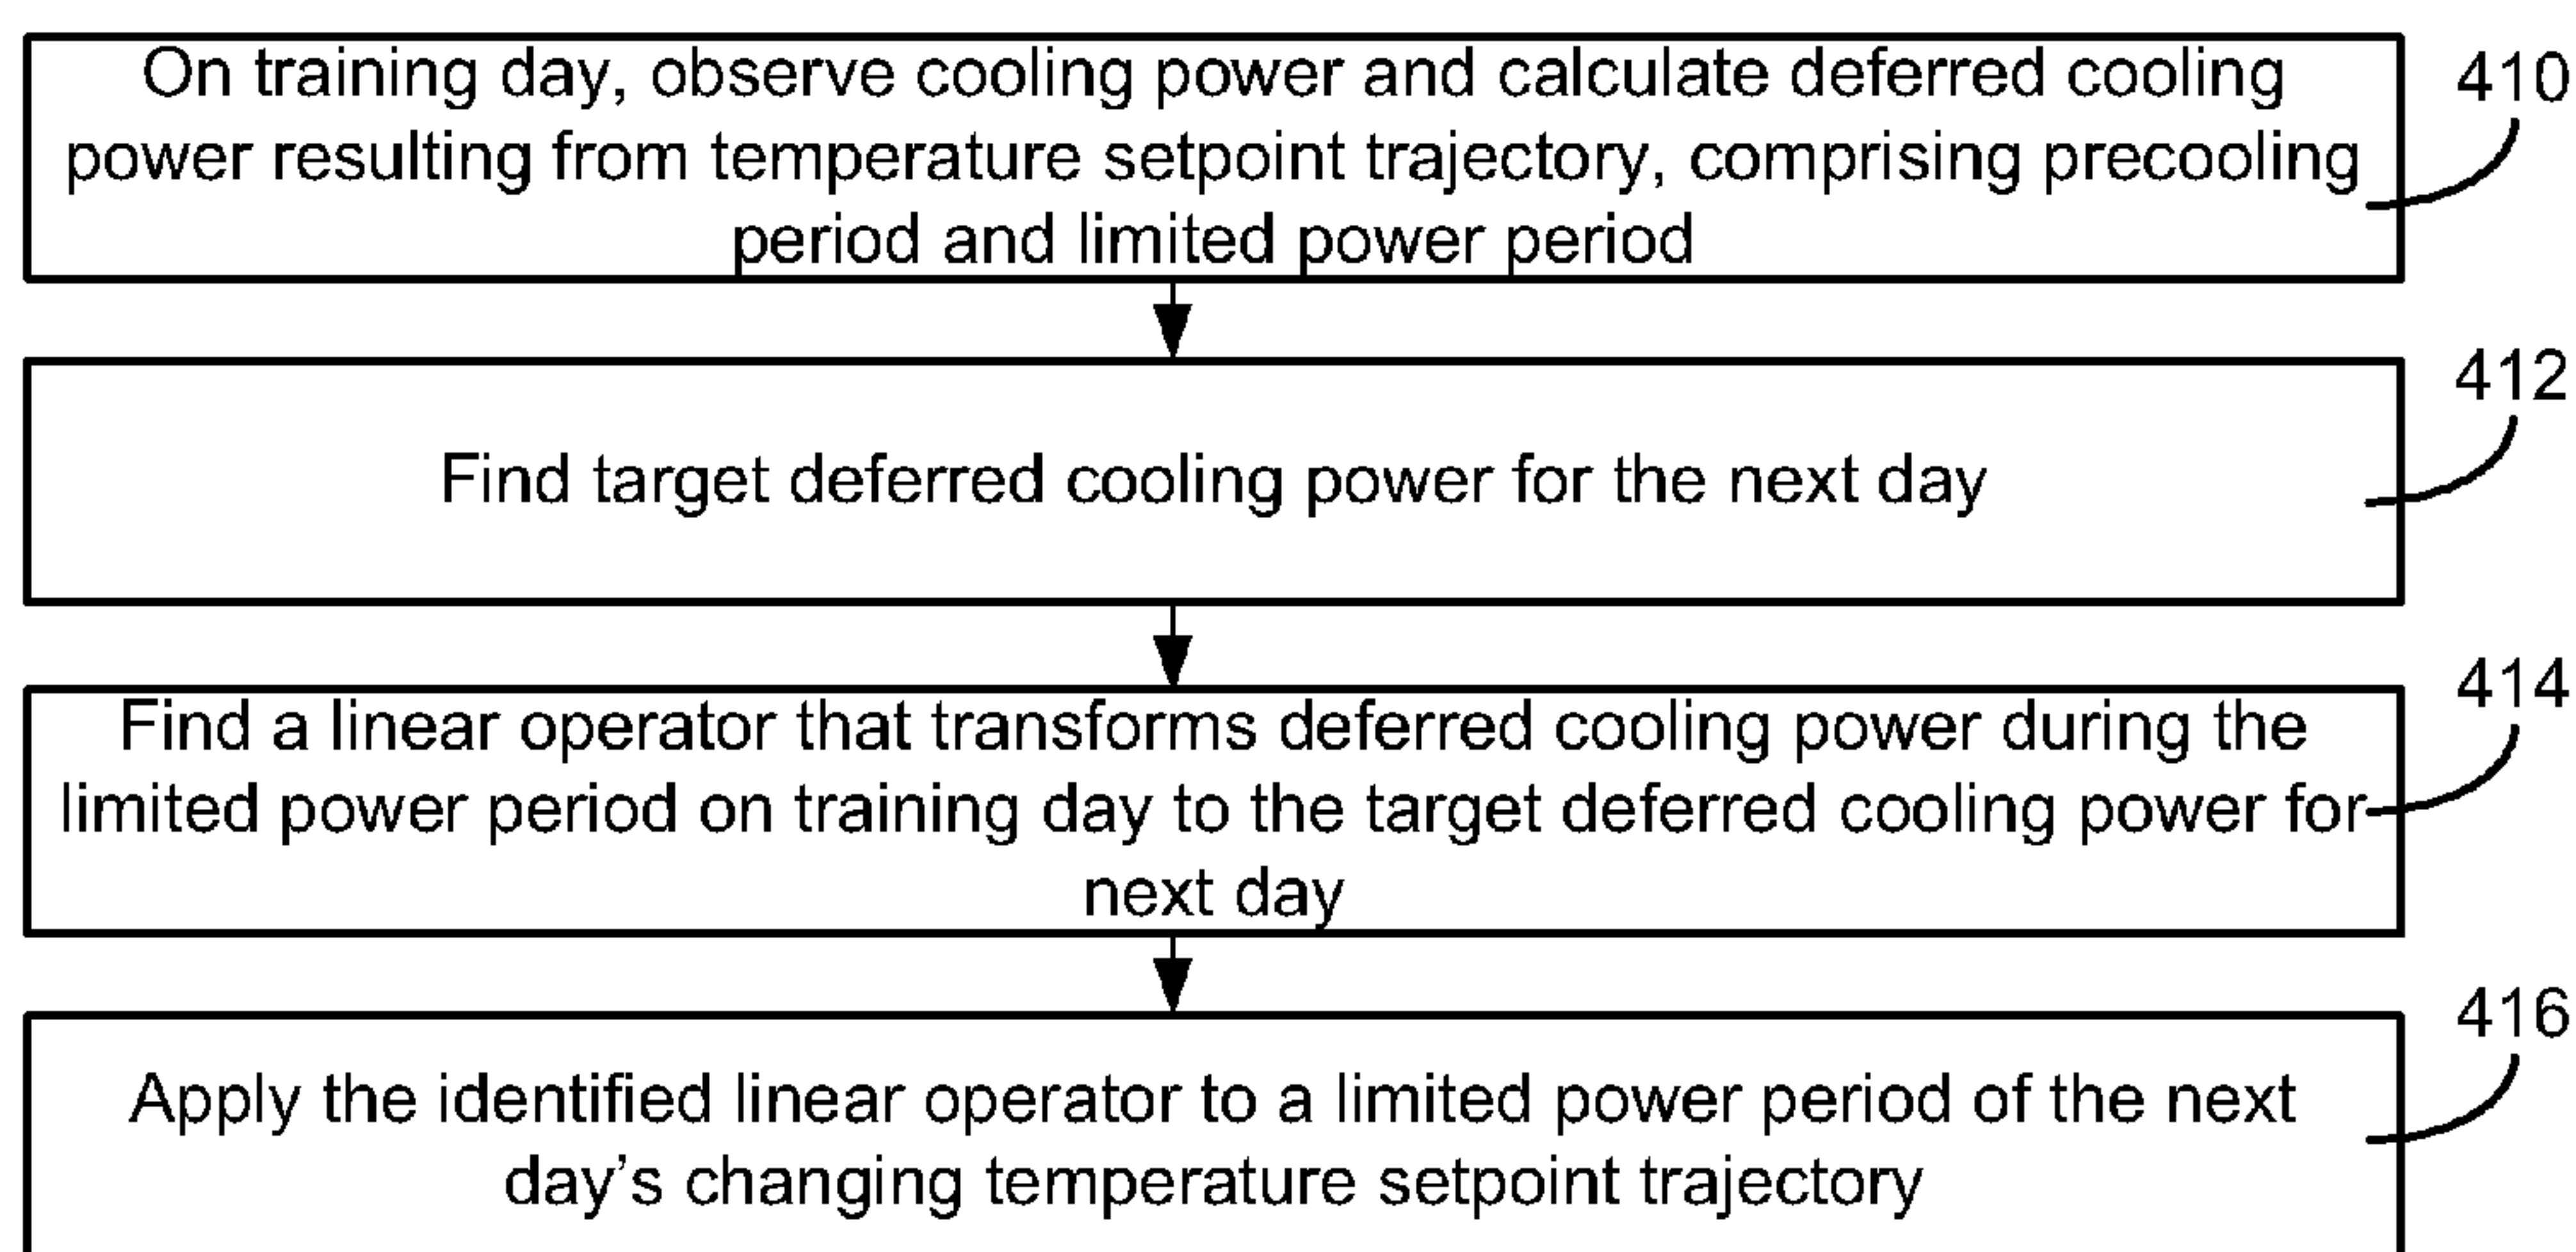 On training day, observe cooling power and calculate deferred cooling
power resulting from temperature setpoint trajectory, comprising precooling
period and limited power period
410
Find target deferred cooling power for the next day
412
Find a linear operator that transforms deferred cooling power during the
limited power period on training day to the target deferred cooling power for
next day
414
Apply the identified linear operator to a limited power period of the next
day’s changing temperature setpoint trajectory
416